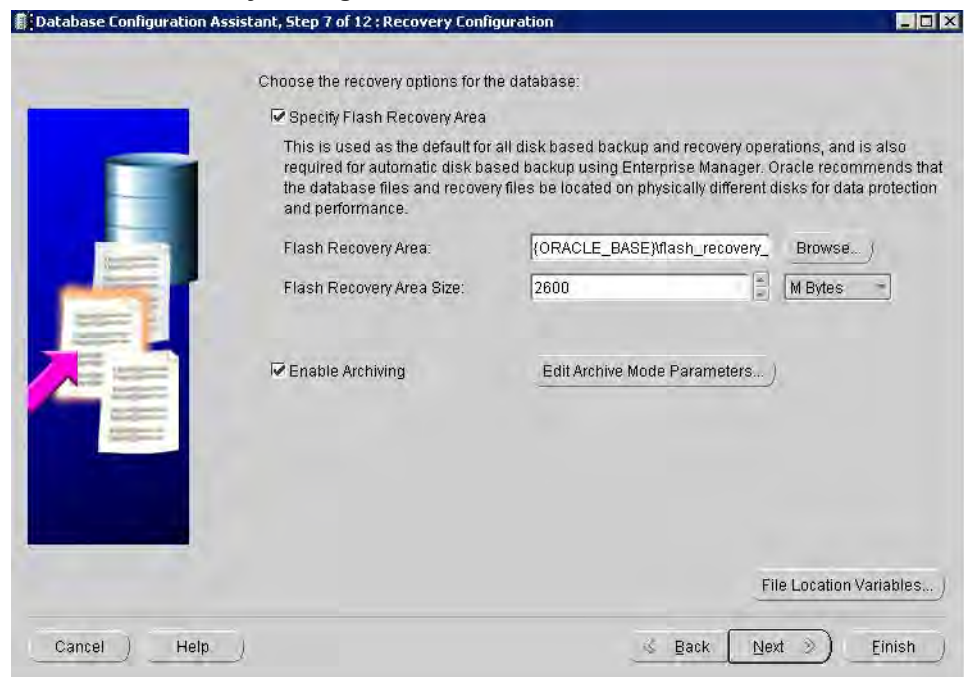 Database Configuration Assistant, Step 7 of 12 : Recovery Configuration
Choose the recovery options for the database:
Specify Flash Recovery Area
This is used as the default for all disk based backup and recovery operations, and is also
required for automatic disk based backup using Enterprise Manager. Oracle recommends that
the database files and recovery files be located on physically different disks for data protection
and performance.
Flash Recovery Area: {ORACLE_BASE}\flash_recovery_ Browse...
Flash Recovery Area Size: 2600 M Bytes
Enable Archiving Edit Archive Mode Parameters...
File Location Variables...
Cancel Help Back Next Finish